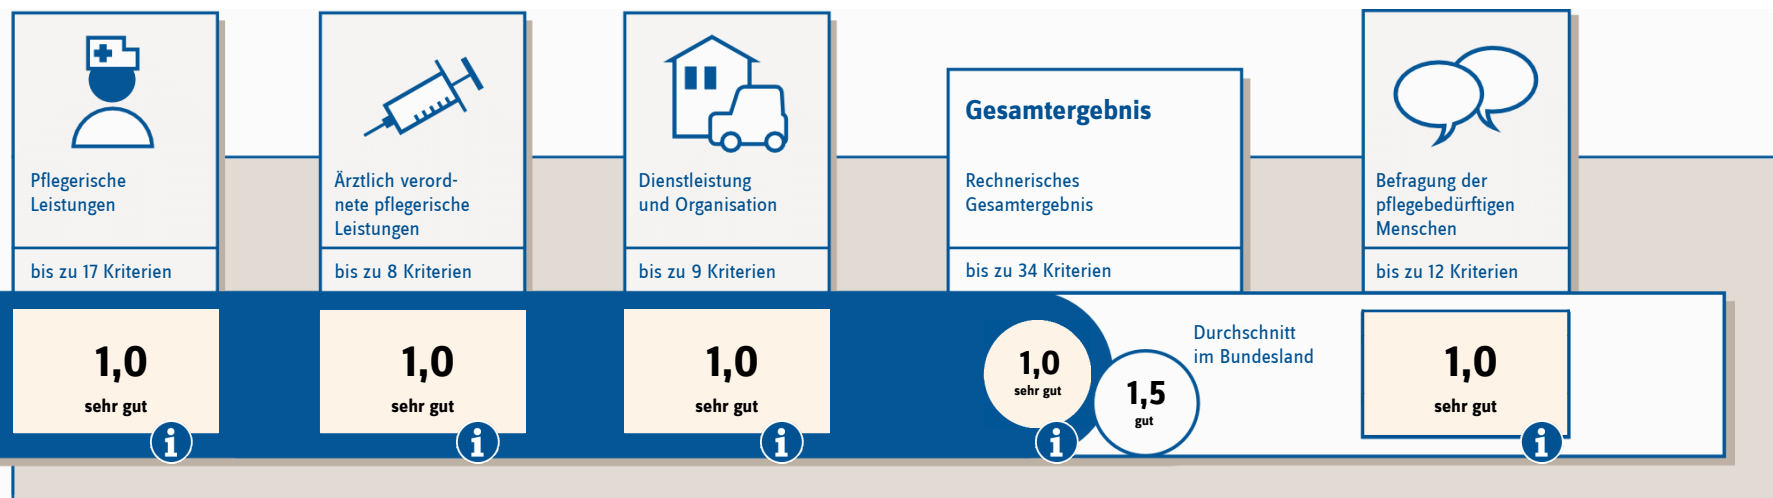 Pflegerische
Leistungen
bis zu 17 Kriterien
1,0
sehr gut
i
Ärztlich verord-
nete pflegerische
Leistungen
bis zu 8 Kriterien
1,0
sehr gut
i
Dienstleistung
und Organisation
bis zu 9 Kriterien
1,0
sehr gut
i
Gesamtergebnis
Rechnerisches
Gesamtergebnis
bis zu 34 Kriterien
1,0
sehr gut
i
1,5
gut
Durchschnitt
im Bundesland
Befragung der
pflegebedürftigen
Menschen
bis zu 12 Kriterien
1,0
sehr gut
i